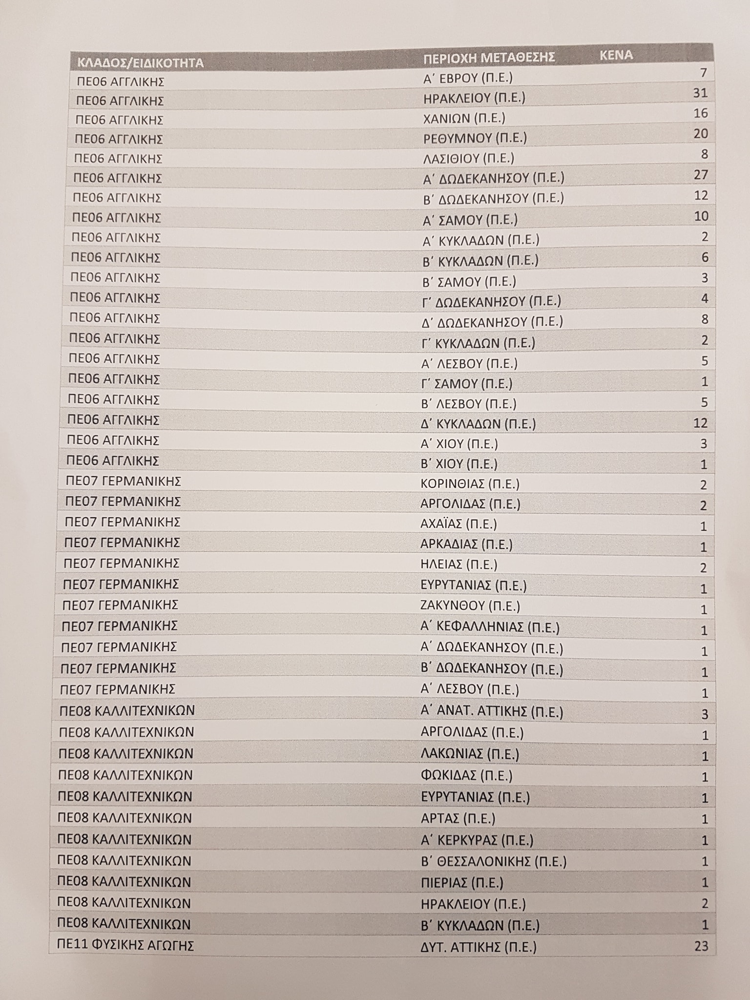 ΚΛΑΔΟΣ/ΕΙΔΙΚΟΤΗΤΑ ΠΕΡΙΟΧΗ ΜΕΤΑΘΕΣΗΣ ΚΕΝΑ
ΠΕ06 ΑΓΓΛΙΚΗΣ Α΄ ΕΒΡΟΥ (Π.Ε.) 7
ΠΕ06 ΑΓΓΛΙΚΗΣ ΗΡΑΚΛΕΙΟΥ (Π.Ε.) 31
ΠΕ06 ΑΓΓΛΙΚΗΣ ΧΑΝΙΩΝ (Π.Ε.) 16
ΠΕ06 ΑΓΓΛΙΚΗΣ ΡΕΘΥΜΝΟΥ (Π.Ε.) 20
ΠΕ06 ΑΓΓΛΙΚΗΣ ΛΑΣΙΘΙΟΥ (Π.Ε.) 8
ΠΕ06 ΑΓΓΛΙΚΗΣ Α΄ ΔΩΔΕΚΑΝΗΣΟΥ (Π.Ε.) 27
ΠΕ06 ΑΓΓΛΙΚΗΣ Β΄ ΔΩΔΕΚΑΝΗΣΟΥ (Π.Ε.) 12
ΠΕ06 ΑΓΓΛΙΚΗΣ Α΄ ΣΑΜΟΥ (Π.Ε.) 10
ΠΕ06 ΑΓΓΛΙΚΗΣ Α΄ ΚΥΚΛΑΔΩΝ (Π.Ε.) 2
ΠΕ06 ΑΓΓΛΙΚΗΣ Β΄ ΚΥΚΛΑΔΩΝ (Π.Ε.) 6
ΠΕ06 ΑΓΓΛΙΚΗΣ Β΄ ΣΑΜΟΥ (Π.Ε.) 3
ΠΕ06 ΑΓΓΛΙΚΗΣ Γ΄ ΔΩΔΕΚΑΝΗΣΟΥ (Π.Ε.) 4
ΠΕ06 ΑΓΓΛΙΚΗΣ Δ΄ ΔΩΔΕΚΑΝΗΣΟΥ (Π.Ε.) 8
ΠΕ06 ΑΓΓΛΙΚΗΣ Γ΄ ΚΥΚΛΑΔΩΝ (Π.Ε.) 2
ΠΕ06 ΑΓΓΛΙΚΗΣ Α΄ ΛΕΣΒΟΥ (Π.Ε.) 5
ΠΕ06 ΑΓΓΛΙΚΗΣ Γ΄ ΣΑΜΟΥ (Π.Ε.) 1
ΠΕ06 ΑΓΓΛΙΚΗΣ Β΄ ΛΕΣΒΟΥ (Π.Ε.) 5
ΠΕ06 ΑΓΓΛΙΚΗΣ Δ΄ ΚΥΚΛΑΔΩΝ (Π.Ε.) 12
ΠΕ06 ΑΓΓΛΙΚΗΣ Α΄ ΧΙΟΥ (Π.Ε.) 3
ΠΕ06 ΑΓΓΛΙΚΗΣ Β΄ ΧΙΟΥ (Π.Ε.) 1
ΠΕ07 ΓΕΡΜΑΝΙΚΗΣ ΚΟΡΙΝΘΙΑΣ (Π.Ε.) 2
ΠΕ07 ΓΕΡΜΑΝΙΚΗΣ ΑΡΓΟΛΙΔΑΣ (Π.Ε.) 2
ΠΕ07 ΓΕΡΜΑΝΙΚΗΣ ΑΧΑΪΑΣ (Π.Ε.) 1
ΠΕ07 ΓΕΡΜΑΝΙΚΗΣ ΑΡΚΑΔΙΑΣ (Π.Ε.) 1
ΠΕ07 ΓΕΡΜΑΝΙΚΗΣ ΗΛΕΙΑΣ (Π.Ε.) 2
ΠΕ07 ΓΕΡΜΑΝΙΚΗΣ ΕΥΡΥΤΑΝΙΑΣ (Π.Ε.) 1
ΠΕ07 ΓΕΡΜΑΝΙΚΗΣ ΖΑΚΥΝΘΟΥ (Π.Ε.) 1
ΠΕ07 ΓΕΡΜΑΝΙΚΗΣ Α΄ ΚΕΦΑΛΛΗΝΙΑΣ (Π.Ε.) 1
ΠΕ07 ΓΕΡΜΑΝΙΚΗΣ Α΄ ΔΩΔΕΚΑΝΗΣΟΥ (Π.Ε.) 1
ΠΕ07 ΓΕΡΜΑΝΙΚΗΣ Β΄ ΔΩΔΕΚΑΝΗΣΟΥ (Π.Ε.) 1
ΠΕ07 ΓΕΡΜΑΝΙΚΗΣ Α΄ ΛΕΣΒΟΥ (Π.Ε.) 1
ΠΕ08 ΚΑΛΛΙΤΕΧΝΙΚΩΝ Α΄ ΑΝΑΤ. ΑΤΤΙΚΗΣ (Π.Ε.) 3
ΠΕ08 ΚΑΛΛΙΤΕΧΝΙΚΩΝ ΑΡΓΟΛΙΔΑΣ (Π.Ε.) 1
ΠΕ08 ΚΑΛΛΙΤΕΧΝΙΚΩΝ ΛΑΚΩΝΙΑΣ (Π.Ε.) 1
ΠΕ08 ΚΑΛΛΙΤΕΧΝΙΚΩΝ ΦΩΚΙΔΑΣ (Π.Ε.) 1
ΠΕ08 ΚΑΛΛΙΤΕΧΝΙΚΩΝ ΕΥΡΥΤΑΝΙΑΣ (Π.Ε.) 1
ΠΕ08 ΚΑΛΛΙΤΕΧΝΙΚΩΝ ΑΡΤΑΣ (Π.Ε.) 1
ΠΕ08 ΚΑΛΛΙΤΕΧΝΙΚΩΝ Α΄ ΚΕΡΚΥΡΑΣ (Π.Ε.) 1
ΠΕ08 ΚΑΛΛΙΤΕΧΝΙΚΩΝ Β΄ ΘΕΣΣΑΛΟΝΙΚΗΣ (Π.Ε.) 1
ΠΕ08 ΚΑΛΛΙΤΕΧΝΙΚΩΝ ΠΙΕΡΙΑΣ (Π.Ε.) 1
ΠΕ08 ΚΑΛΛΙΤΕΧΝΙΚΩΝ ΗΡΑΚΛΕΙΟΥ (Π.Ε.) 2
ΠΕ08 ΚΑΛΛΙΤΕΧΝΙΚΩΝ Β΄ ΚΥΚΛΑΔΩΝ (Π.Ε.) 1
ΠΕ11 ΦΥΣΙΚΗΣ ΑΓΩΓΗΣ ΔΥΤ. ΑΤΤΙΚΗΣ (Π.Ε.) 23